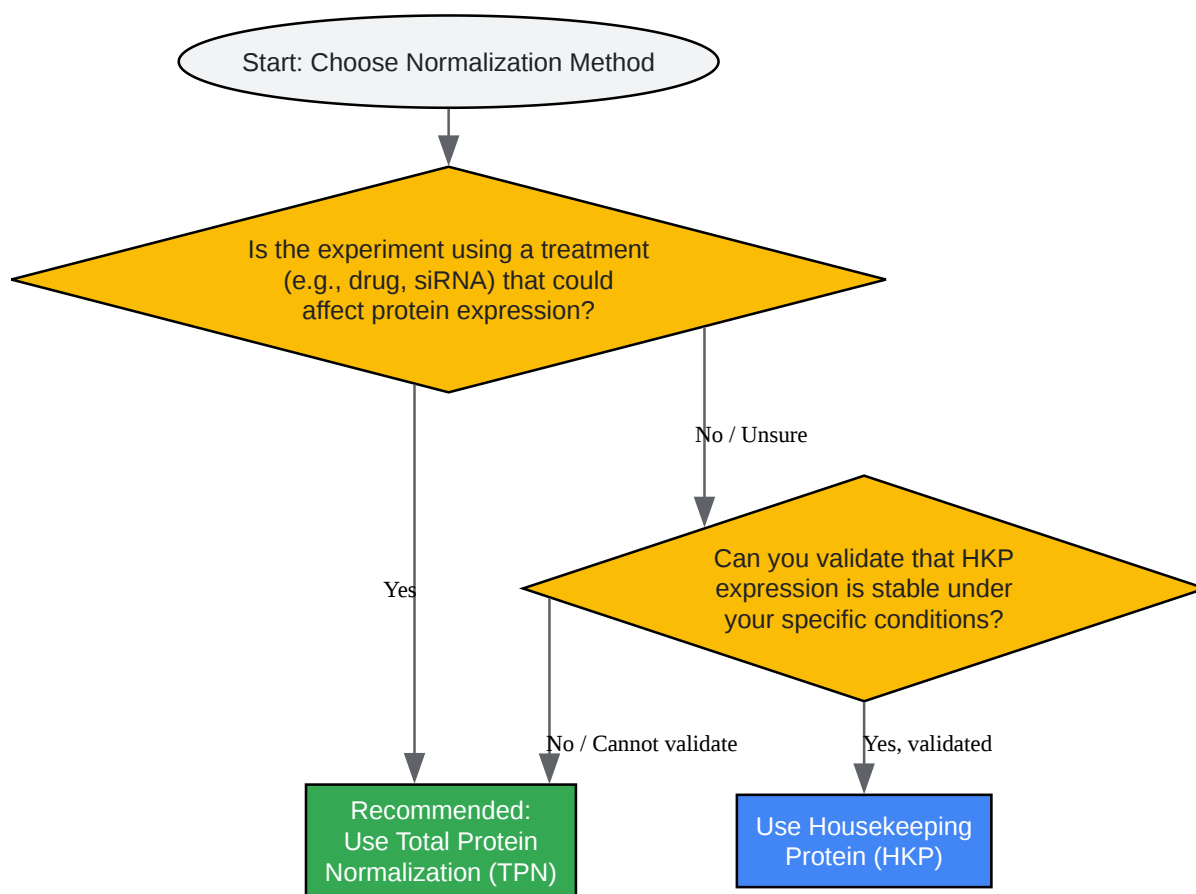 Start: Choose Normalization Method
Is the experiment using a treatment
(e.g., drug, siRNA) that could
affect protein expression?
No / Unsure
Can you validate that HKP
expression is stable under
your specific conditions?
Yes
No / Cannot validate
Yes, validated
Recommended:
Use Total Protein
Normalization (TPN)
Use Housekeeping
Protein (HKP)